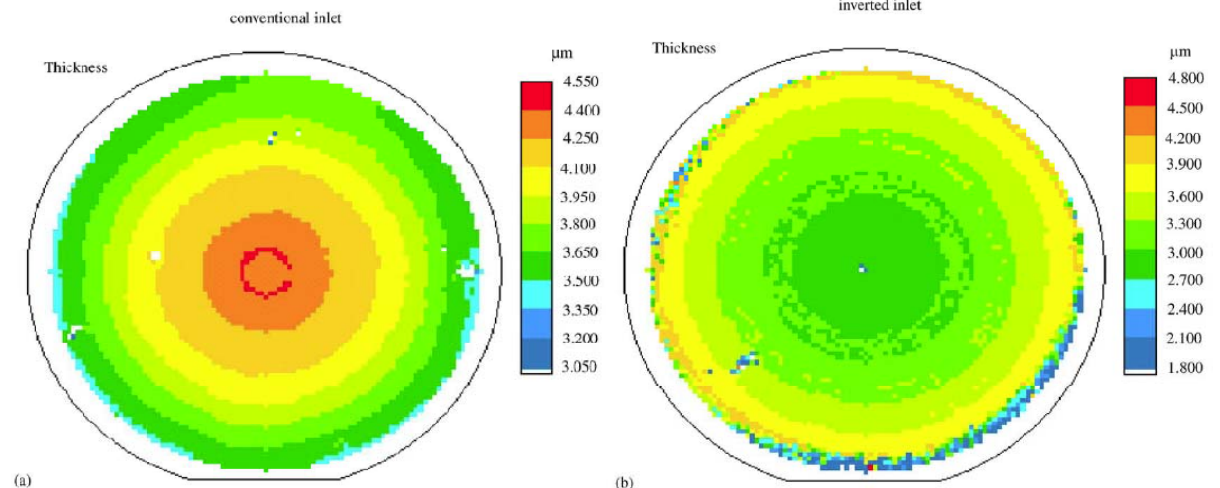 conventional inlet
Thickness
μm
4.550
4.400
4.250
4.100
3.950
3.800
3.650
3.500
3.350
3.200
3.050
(a)
inverted inlet
Thickness
μm
4.800
4.500
4.200
3.900
3.600
3.300
3.000
2.700
2.400
2.100
1.800
(b)